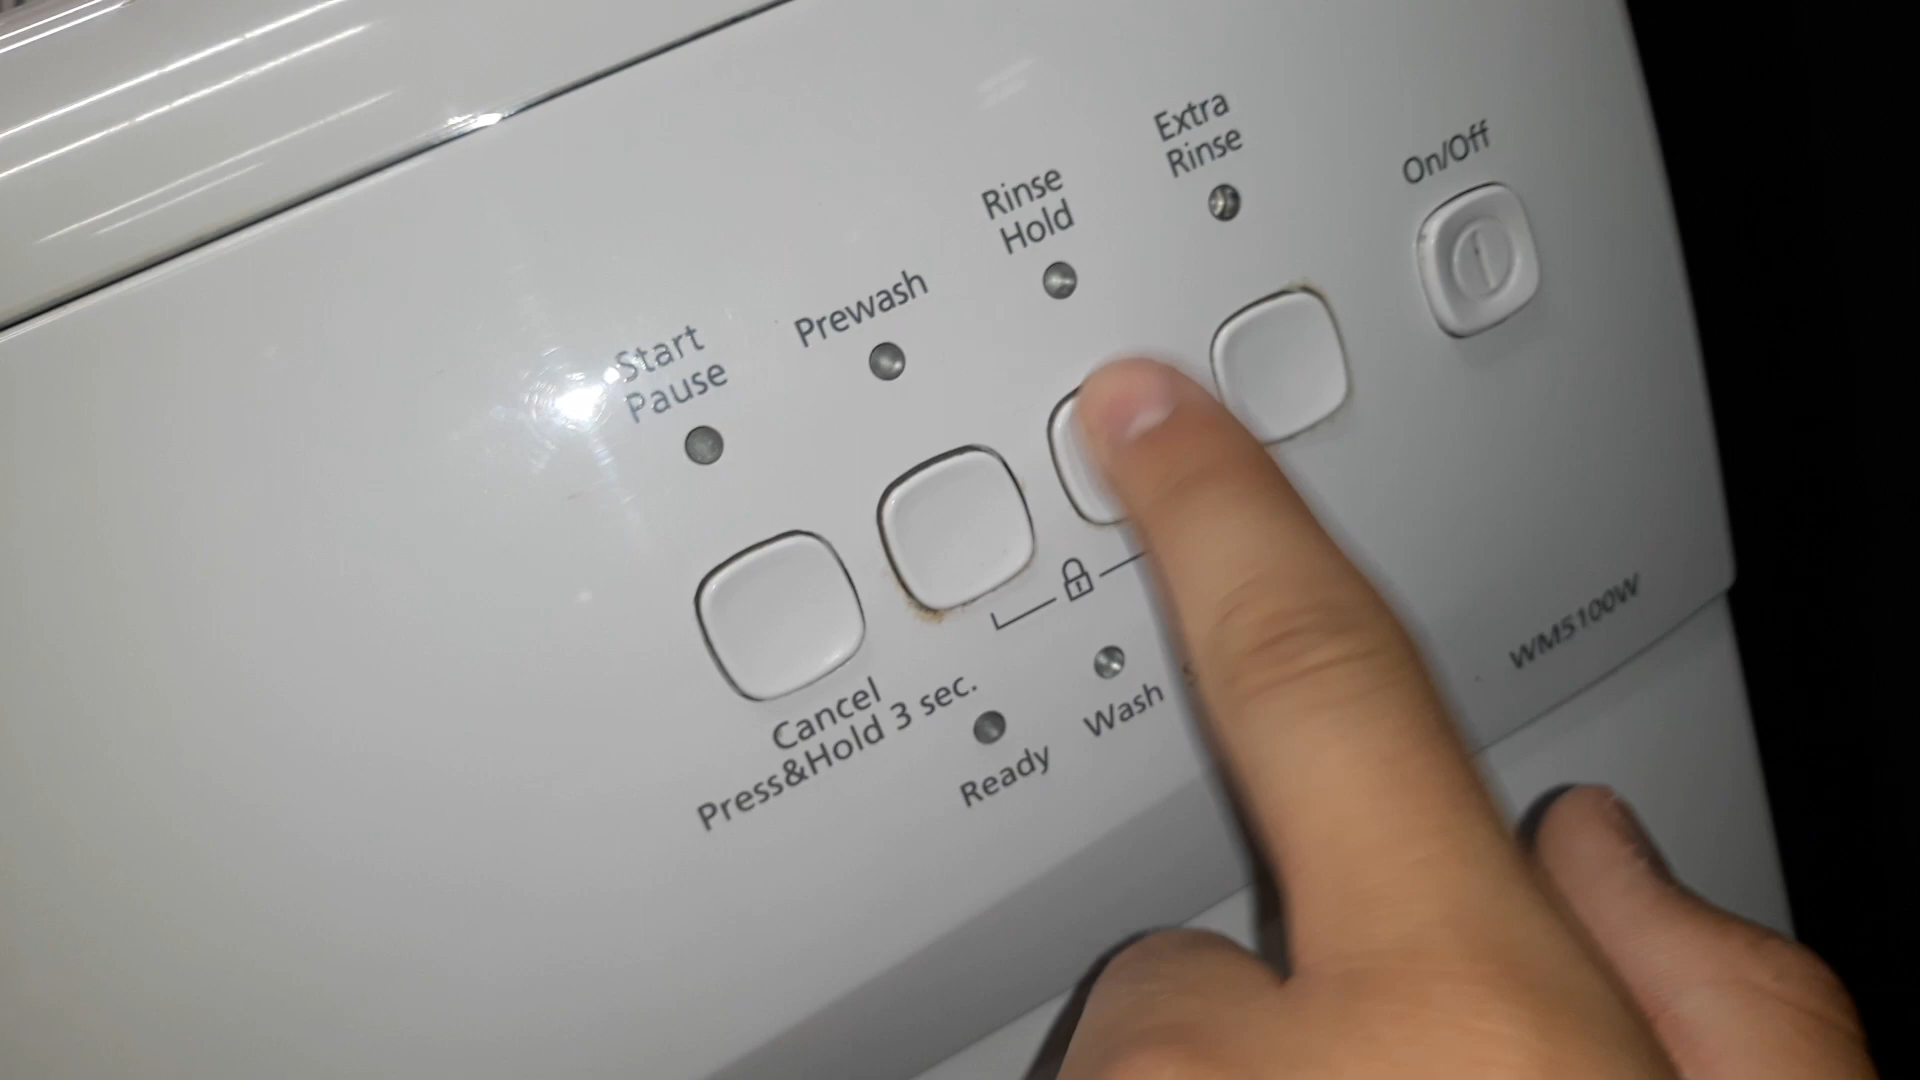 Start
Pause
Prewash
Rinse
Hold
Extra
Rinse
On/Off
Cancel
Press&Hold 3 sec.
Ready
Wash
WM5100W